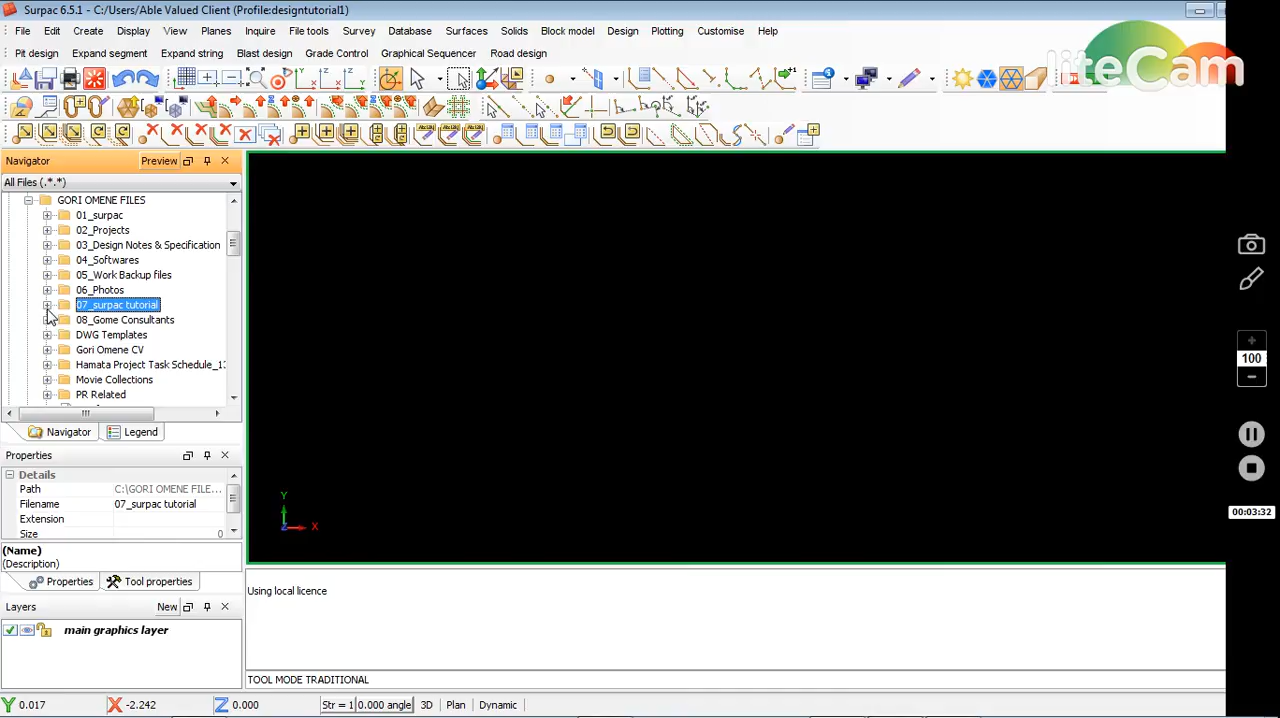 Surpac 6.5.1 - C:/Users/Able Valued Client (Profile:designtutorial1)
File Edit Create Display View Planes Inquire File tools Survey Database Surfaces Solids Block model Design Plotting Customise Help
Pit design Expand segment Expand string Blast design Grade Control Graphical Sequencer Road design
liteCam
Navigator Preview
All Files (.*.*)
GORI OMENE FILES
01_surpac
02_Projects
03_Design Notes & Specification
04_Softwares
05_Work Backup files
06_Photos
07_surpac tutorial
08_Gome Consultants
DWG Templates
Gori Omene CV
Hamata Project Task Schedule_1
Movie Collections
PR Related
100
Navigator Legend
Properties
Details
Path C:\GORI OMENE FILE...
Filename 07_surpac tutorial
Extension
Size 0
(Name)
(Description)
Properties Tool properties
Layers New
main graphics layer
Y
Z X
00:03:32
Using local licence
TOOL MODE TRADITIONAL
Y 0.017 X -2.242 Z 0.000 Str = 1 0.000 angle 3D Plan Dynamic